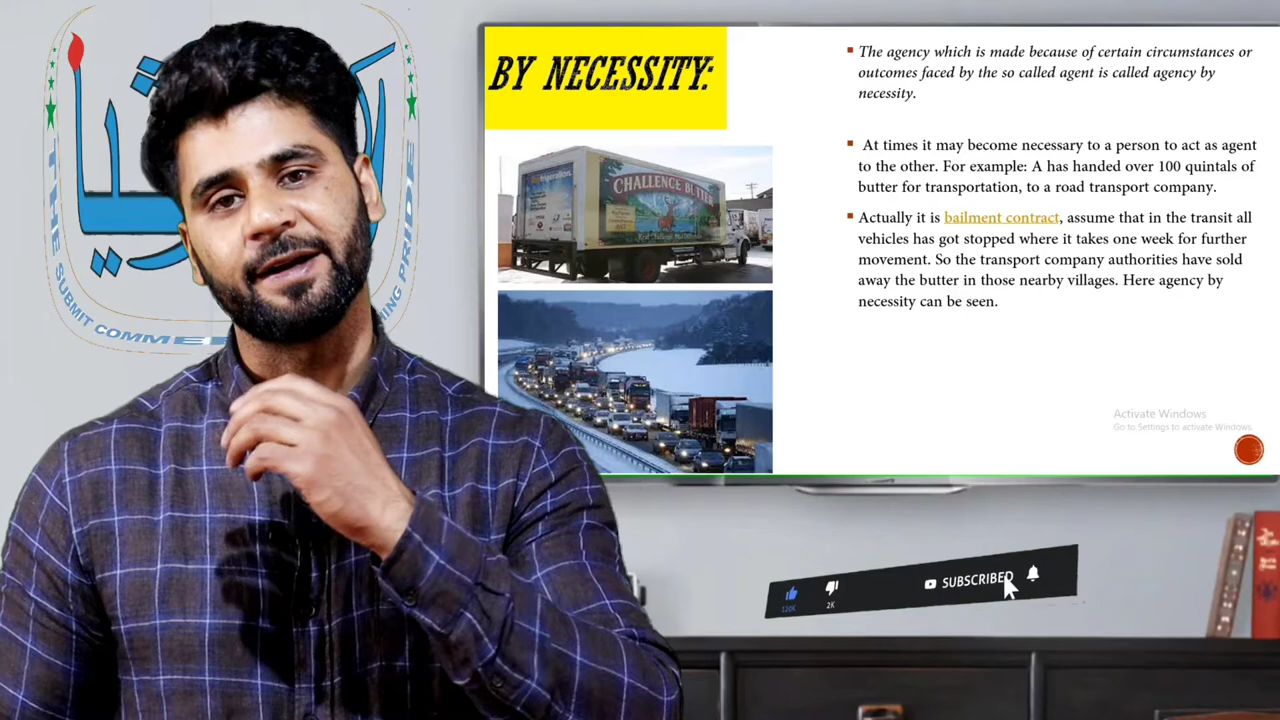 BY NECESSITY:
The agency which is made because of certain circumstances or
outcomes faced by the so called agent is called agency by
necessity.
At times it may become necessary to a person to act as agent
to the other. For example: A has handed over 100 quintals of
butter for transportation, to a road transport company.
Actually it is bailment contract, assume that in the transit all
vehicles has got stopped where it takes one week for further
movement. So the transport company authorities have sold
away the butter in those nearby villages. Here agency by
necessity can be seen.
CHALLENGE BUTTER
Activate Windows
Go to Settings to activate Windows.
THE SUBMIT COMME
NING PRIDE
2K
SUBSCRIBED